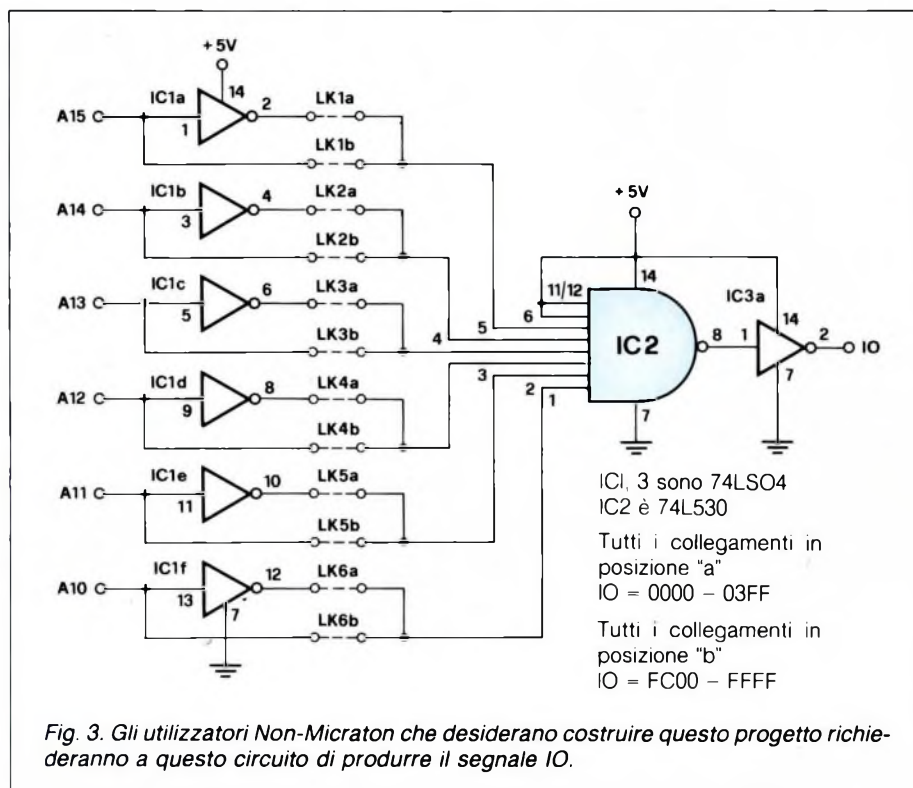 + 5V
IC1a
14
2
LK1a
A15
1
LK1b
IC1b
4
LK2a
A14
3
LK2b
+ 5V
IC1c
6
LK3a
11/12
14
IC3a
A13
5
6
14
LK3b
4
5
IC2
8
1
2
IO
IC1d
8
LK4a
3
7
A12
9
2
LK4b
1
7
IC1e
10
LK5a
A11
11
LK5b
IC1f
12
LK6a
A10
13
7
LK6b
ICI, 3 sono 74LSO4
IC2 è 74L530
Tutti i collegamenti in
posizione "a"
IO = 0000 – 03FF
Tutti i collegamenti in
posizione "b"
IO = FC00 – FFFF
Fig. 3. Gli utilizzatori Non-Micraton che desiderano costruire questo progetto richie-
deranno a questo circuito di produrre il segnale IO.